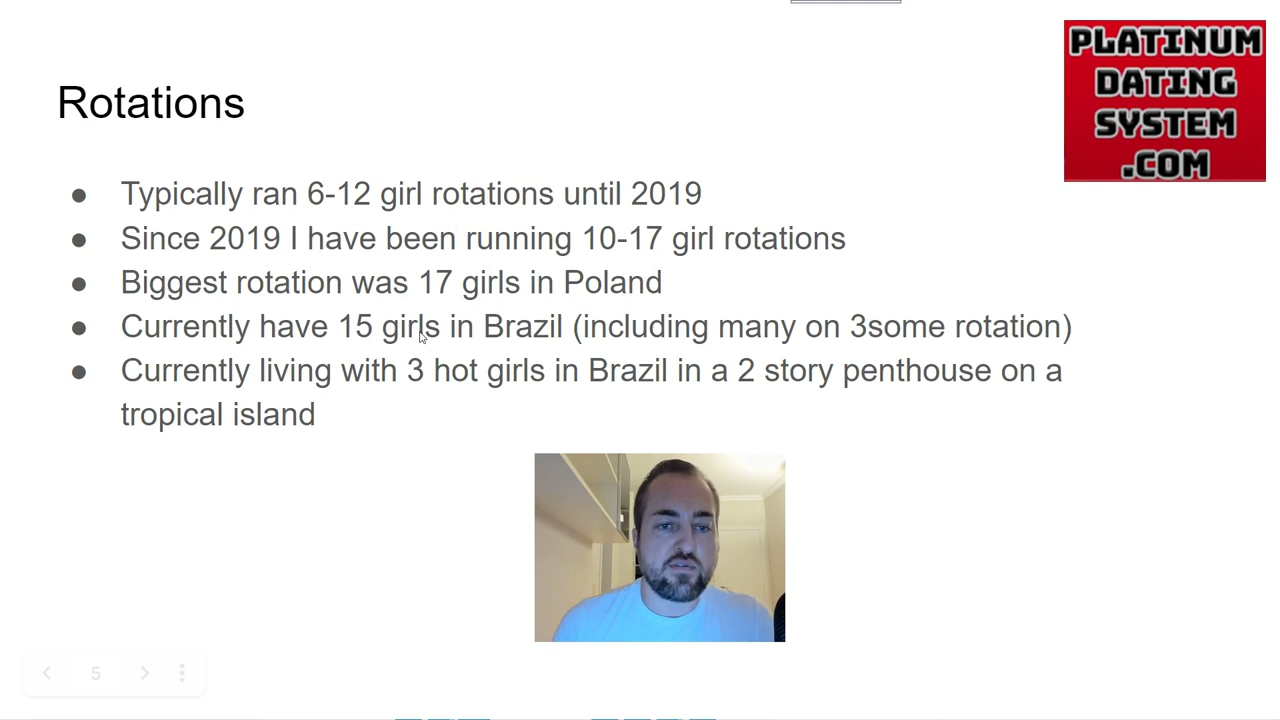 PLATINUM
DATING
SYSTEM
.COM
Rotations
● Typically ran 6-12 girl rotations until 2019
● Since 2019 I have been running 10-17 girl rotations
● Biggest rotation was 17 girls in Poland
● Currently have 15 girls in Brazil (including many on 3some rotation)
● Currently living with 3 hot girls in Brazil in a 2 story penthouse on a
tropical island
5